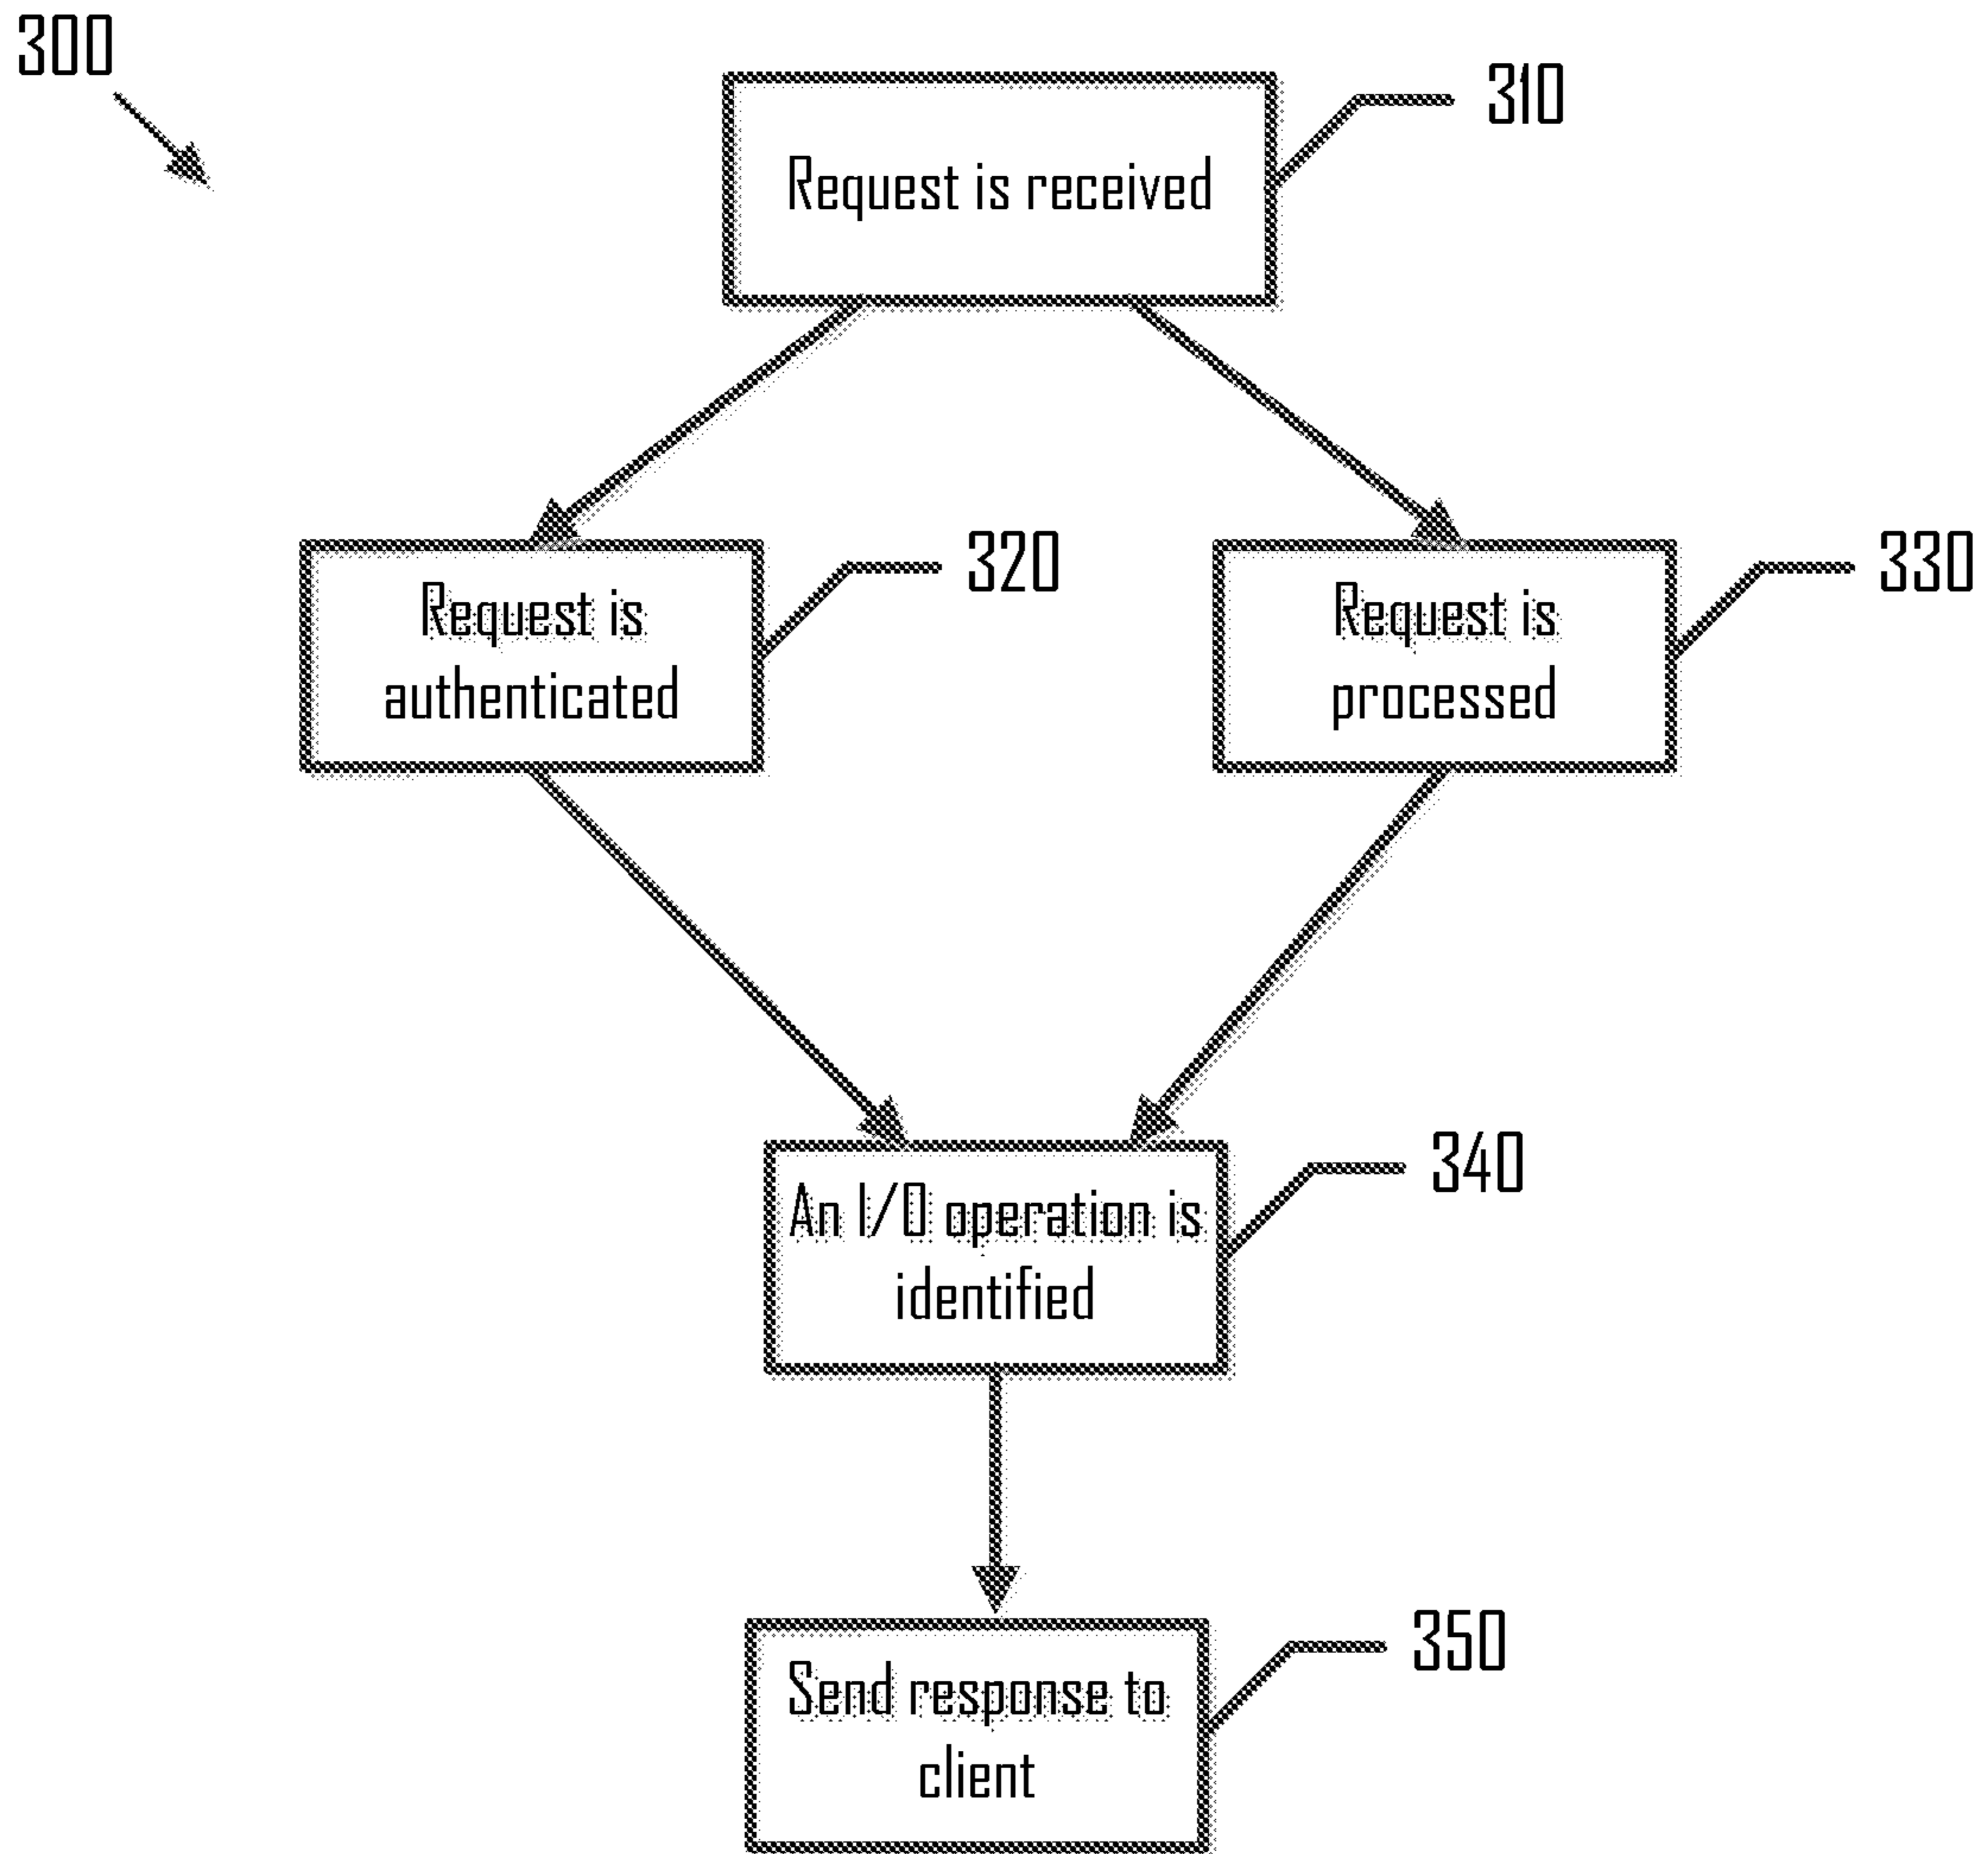 300
310
Request is received
320
330
Request is
authenticated
Request is
processed
340
An I/O operation is
identified
350
Send response to
client